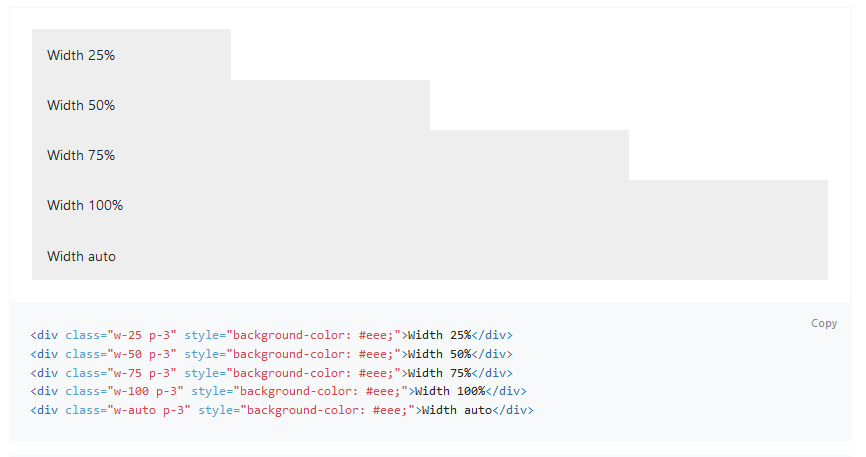 Width 25%
Width 50%
Width 75%
Width 100%
Width auto
Copy
<div class="w-25 p-3" style="background-color: #eee;">Width 25%</div>
<div class="w-50 p-3" style="background-color: #eee;">Width 50%</div>
<div class="w-75 p-3" style="background-color: #eee;">Width 75%</div>
<div class="w-100 p-3" style="background-color: #eee;">Width 100%</div>
<div class="w-auto p-3" style="background-color: #eee;">Width auto</div>